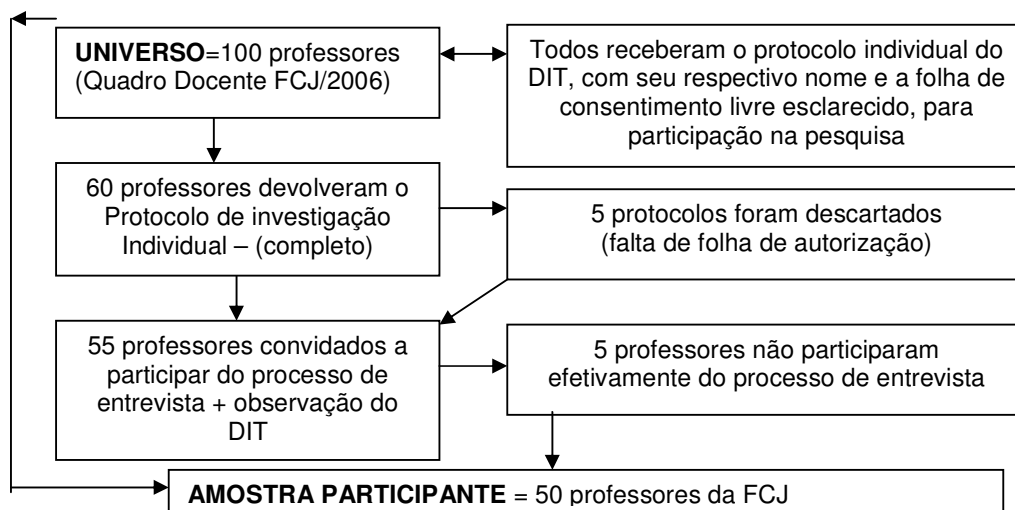 UNIVERSO=100 professores
(Quadro Docente FCJ/2006)
Todos receberam o protocolo individual do
DIT, com seu respectivo nome e a folha de
consentimento livre esclarecido, para
participação na pesquisa
60 professores devolveram o
Protocolo de investigação
Individual – (completo)
5 protocolos foram descartados
(falta de folha de autorização)
55 professores convidados a
participar do processo de
entrevista + observação do
DIT
5 professores não participaram
efetivamente do processo de entrevista
AMOSTRA PARTICIPANTE = 50 professores da FCJ